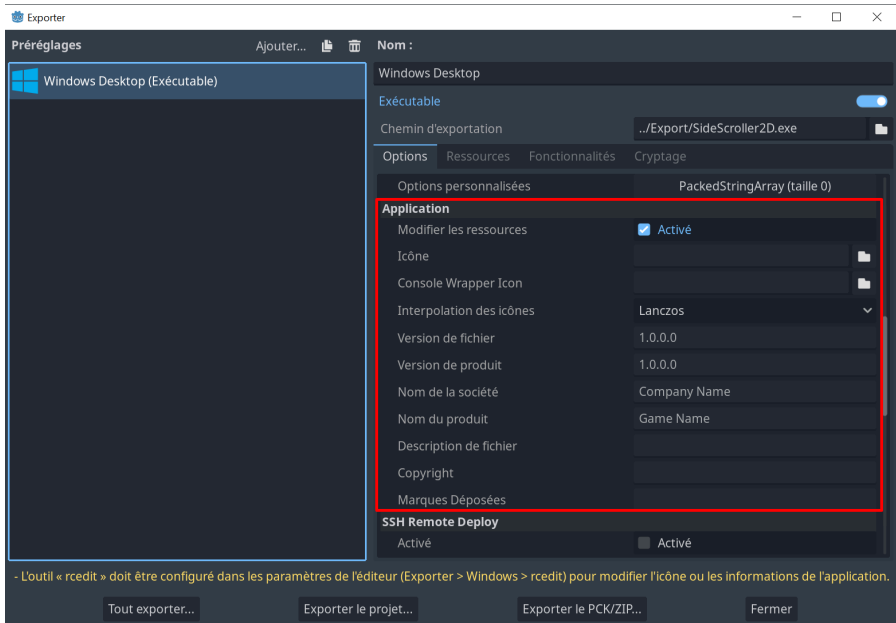 Exporter
Préréglages
Ajouter...
Nom :
Windows Desktop (Exécutable)
Windows Desktop
Exécutable
Chemin d'exportation ../Export/SideScroller2D.exe
Options Ressources Fonctionnalités Cryptage
Options personnalisées PackedStringArray (taille 0)
Application
Modifier les ressources Activé
Icône
Console Wrapper Icon
Interpolation des icônes Lanczos
Version de fichier 1.0.0.0
Version de produit 1.0.0.0
Nom de la société Company Name
Nom du produit Game Name
Description de fichier
Copyright
Marques Déposées
SSH Remote Deploy
Activé Activé
- L'outil « rcedit » doit être configuré dans les paramètres de l'éditeur (Exporter > Windows > rcedit) pour modifier l'icône ou les informations de l'application.
Tout exporter... Exporter le projet... Exporter le PCK/ZIP... Fermer